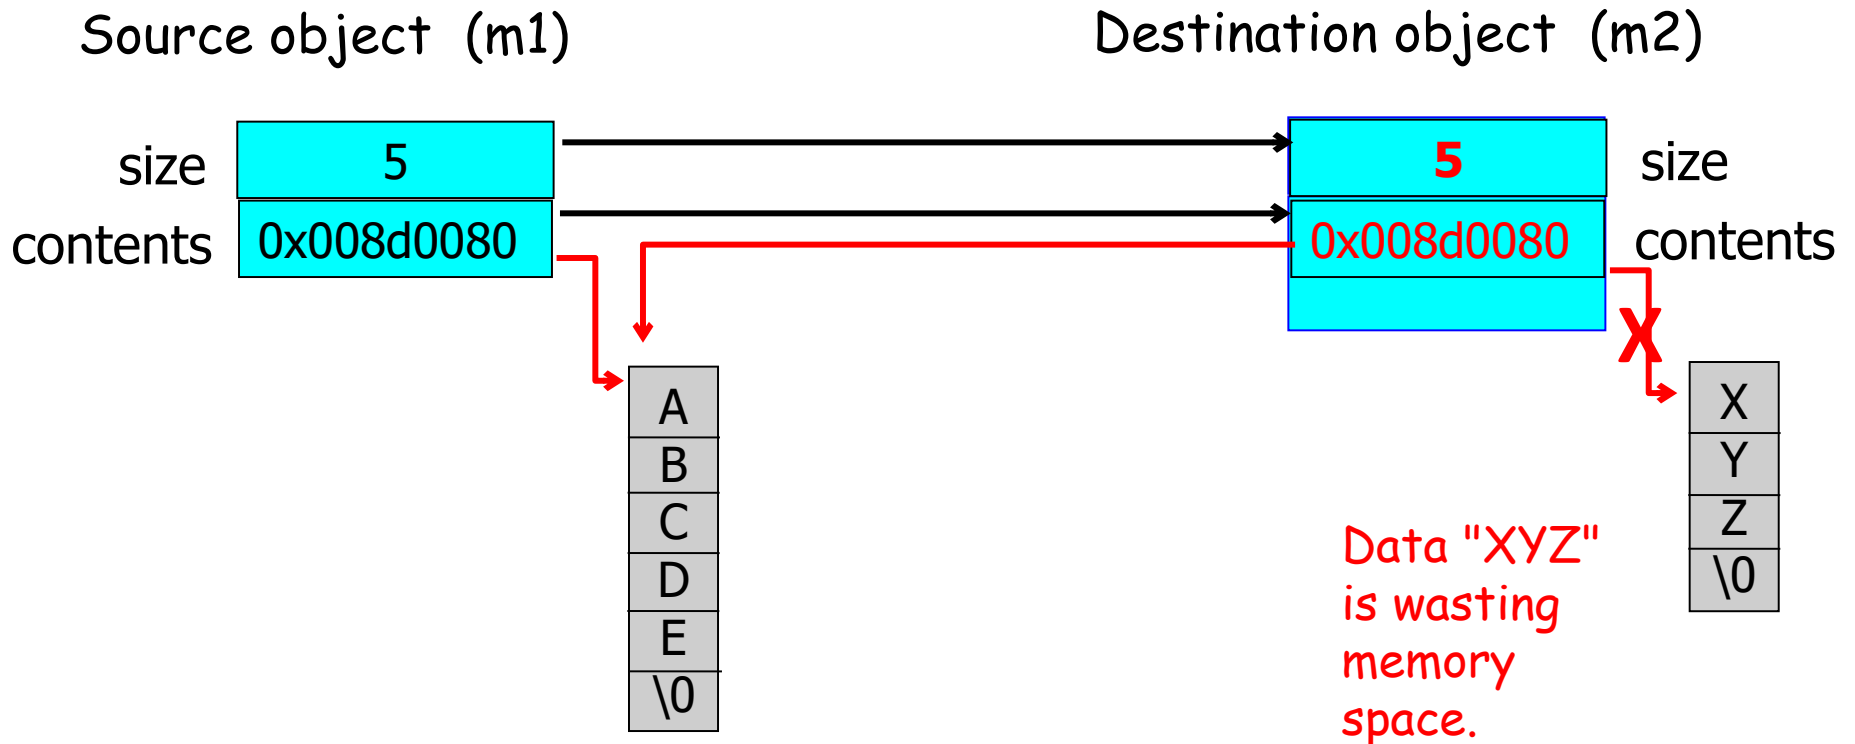 Source object (m1)
Destination object (m2)
size
5
5
size
contents
0x008d0080
0x008d0080
contents
X
A
B
C
D
E
\0
X
Y
Z
\0
Data "XYZ"
is wasting
memory
space.